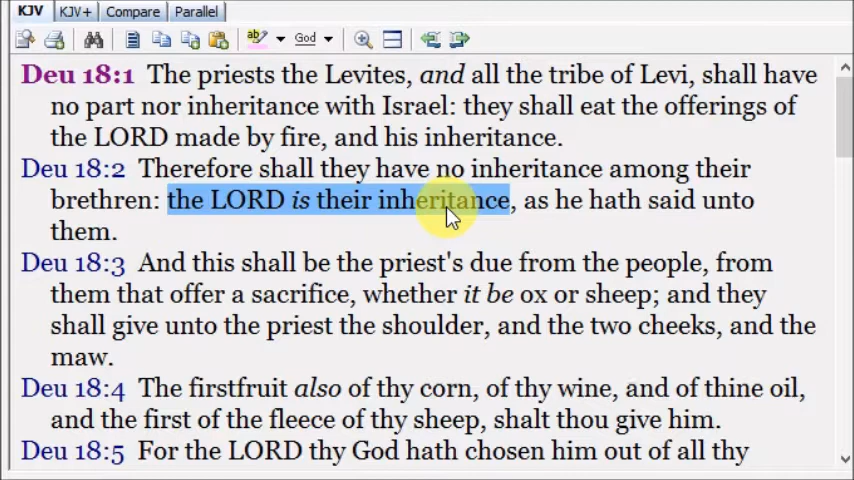 KJV KJV+ Compare Parallel
ab God
Deu 18:1 The priests the Levites, and all the tribe of Levi, shall have
no part nor inheritance with Israel: they shall eat the offerings of
the LORD made by fire, and his inheritance.
Deu 18:2 Therefore shall they have no inheritance among their
brethren: the LORD is their inheritance, as he hath said unto
them.
Deu 18:3 And this shall be the priest's due from the people, from
them that offer a sacrifice, whether it be ox or sheep; and they
shall give unto the priest the shoulder, and the two cheeks, and the
maw.
Deu 18:4 The firstfruit also of thy corn, of thy wine, and of thine oil,
and the first of the fleece of thy sheep, shalt thou give him.
Deu 18:5 For the LORD thy God hath chosen him out of all thy